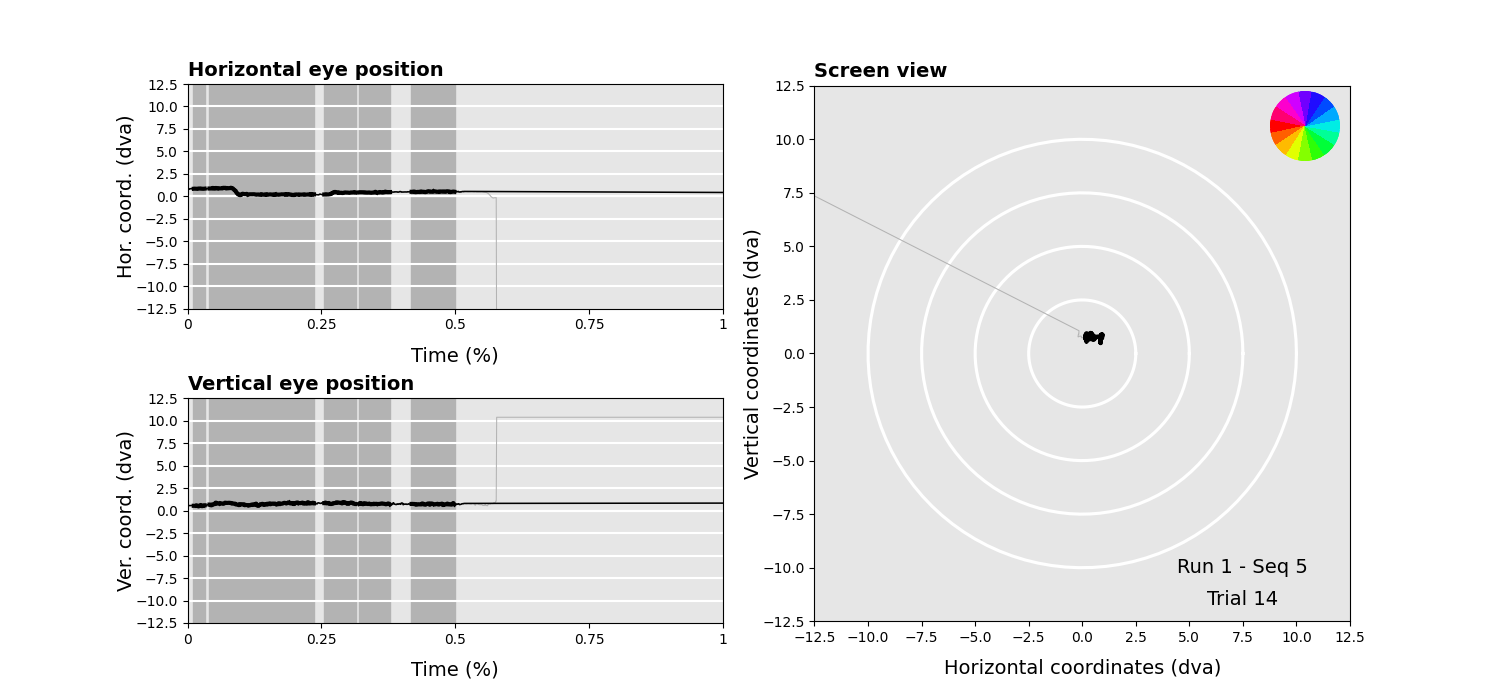 Horizontal eye position
Hor. coord. (dva)
12.5
10.0
7.5
5.0
2.5
0.0
−2.5
−5.0
−7.5
−10.0
−12.5
0 0.25 0.5 0.75 1
Time (%)
Vertical eye position
Ver. coord. (dva)
12.5
10.0
7.5
5.0
2.5
0.0
−2.5
−5.0
−7.5
−10.0
−12.5
0 0.25 0.5 0.75 1
Time (%)
Screen view
Vertical coordinates (dva)
12.5
10.0
7.5
5.0
2.5
0.0
−2.5
−5.0
−7.5
−10.0
−12.5
Run 1 - Seq 5
Trial 14
−12.5 −10.0 −7.5 −5.0 −2.5 0.0 2.5 5.0 7.5 10.0 12.5
Horizontal coordinates (dva)